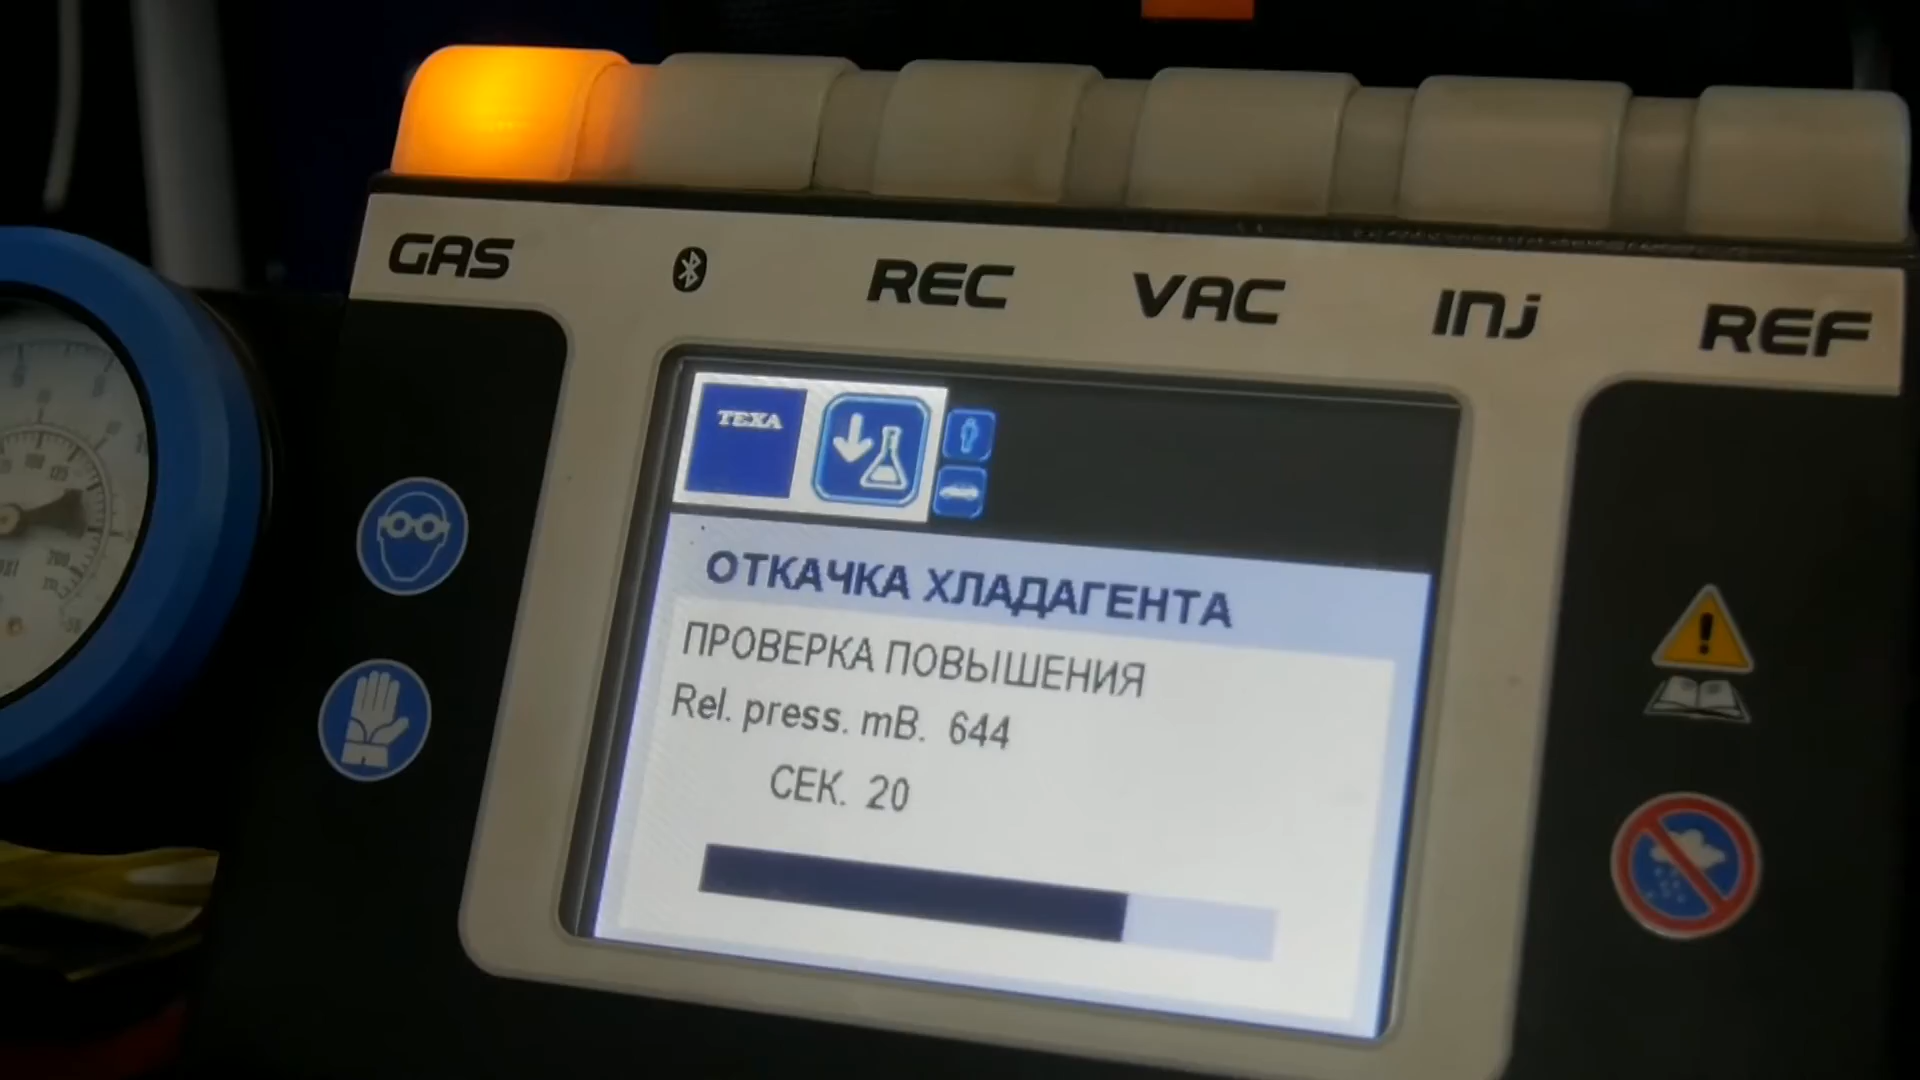 GAS REC VAC INJ REF
TEXA
ОТКАЧКА ХЛАДАГЕНТА
ПРОВЕРКА ПОВЫШЕНИЯ
Rel. press. mB. 644
СЕК. 20